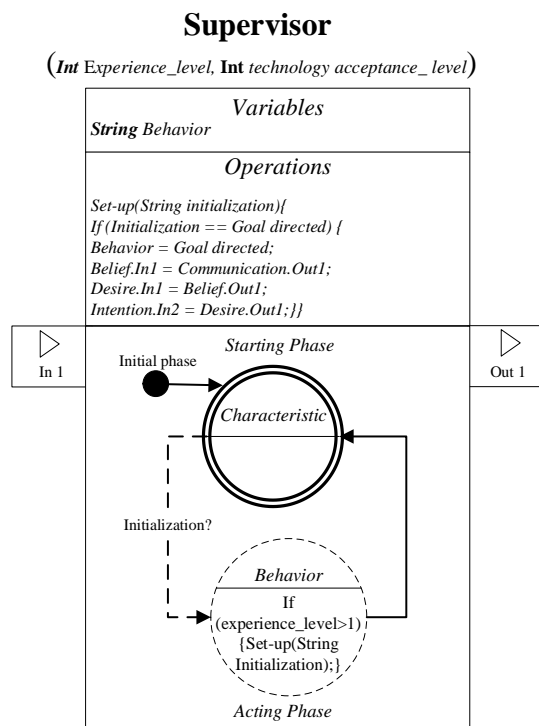 Supervisor
(Int Experience_level, Int technology acceptance_ level)
Variables
String Behavior
Operations
Set-up(String initialization){
If (Initialization == Goal directed) {
Behavior = Goal directed;
Belief.In1 = Communication.Out1;
Desire.In1 = Belief.Out1;
Intention.In2 = Desire.Out1;}}
In 1
Out 1
Starting Phase
Initial phase
Characteristic
Initialization?
Behavior
If
(experience_level>1)
{Set-up(String
Initialization);}
Acting Phase